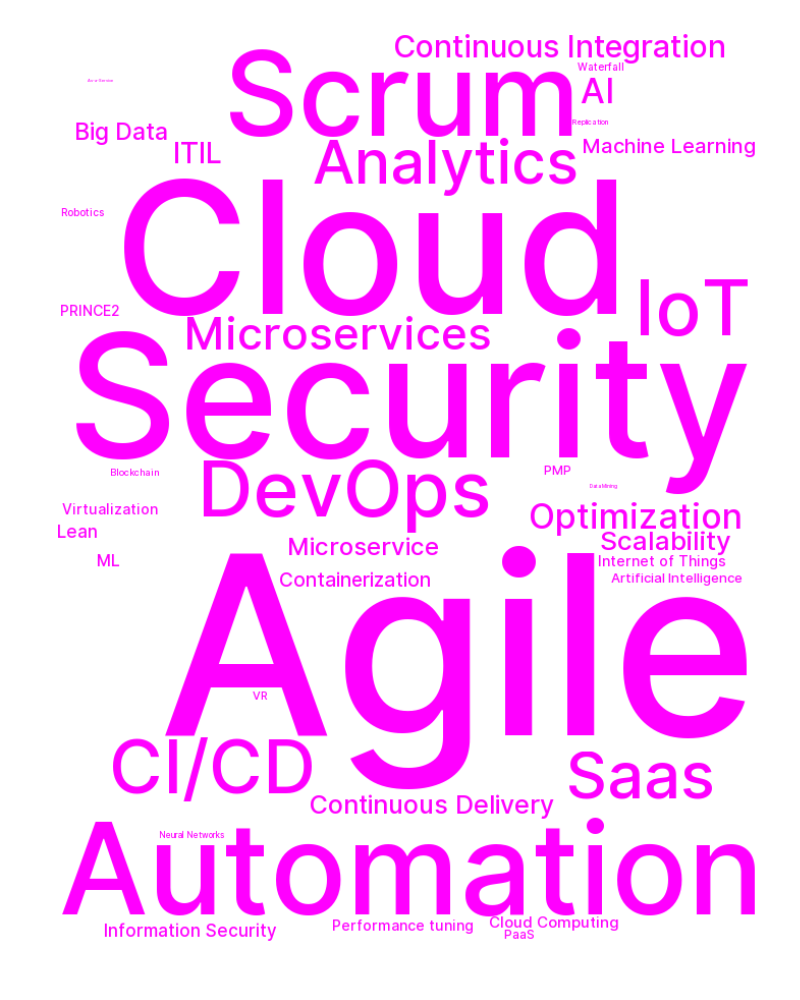 Continuous Integration
Scrum
Waterfall
AI
Replication
Big Data
ITIL
Analytics
Machine Learning
Cloud
Robotics
IoT
PRINCE2
Microservices
Security
DevOps
Blockchain
PMP
Data Mining
Virtualization
Optimization
Lean
Scalability
Microservice
ML
Internet of Things
Containerization
Artificial Intelligence
Agile
VR
CI/CD
Saas
Continuous Delivery
Neural Networks
Automation
Information Security
Performance tuning
Cloud Computing
PaaS